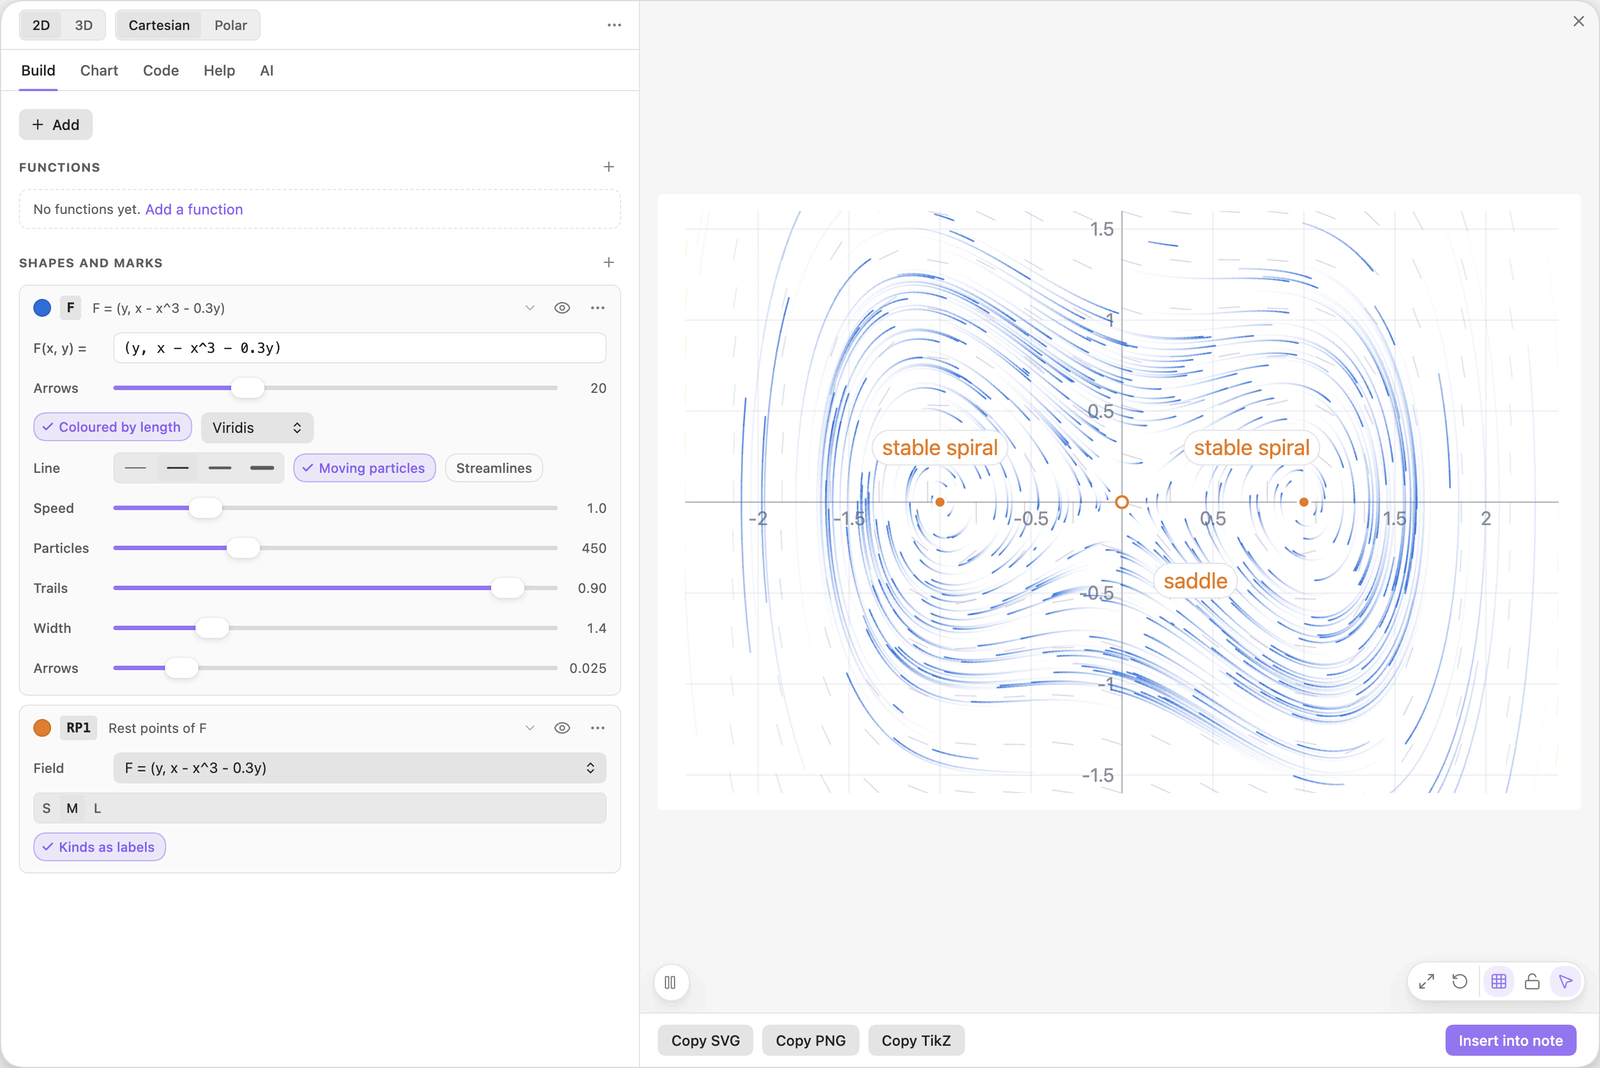 2D 3D Cartesian Polar
Build Chart Code Help AI
+ Add
FUNCTIONS
No functions yet. Add a function
SHAPES AND MARKS
F F = (y, x - x^3 - 0.3y)
F(x, y) = (y, x - x^3 - 0.3y)
Arrows 20
Coloured by length Viridis
Line Moving particles Streamlines
Speed 1.0
Particles 450
Trails 0.90
Width 1.4
Arrows 0.025
RP1 Rest points of F
Field F = (y, x - x^3 - 0.3y)
S M L
Kinds as labels
1.5
1
0.5
stable spiral stable spiral
-2 -1.5 -0.5 0.5 1.5 2
saddle
-0.5
-1
-1.5
Copy SVG Copy PNG Copy TikZ Insert into note